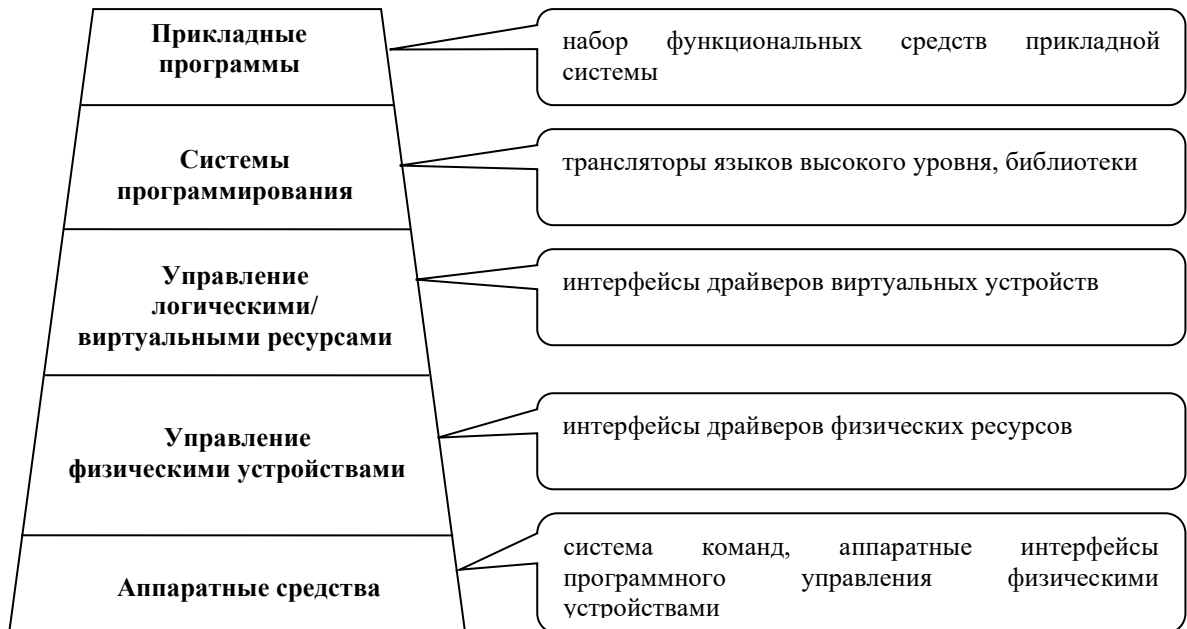 Прикладные
программы
набор функциональных средств прикладной
системы
Системы
программирования
трансляторы языков высокого уровня, библиотеки
Управление
логическими/
виртуальными ресурсами
интерфейсы драйверов виртуальных устройств
Управление
физическими устройствами
интерфейсы драйверов физических ресурсов
Аппаратные средства
система команд, аппаратные интерфейсы
программного управления физическими
устройствами